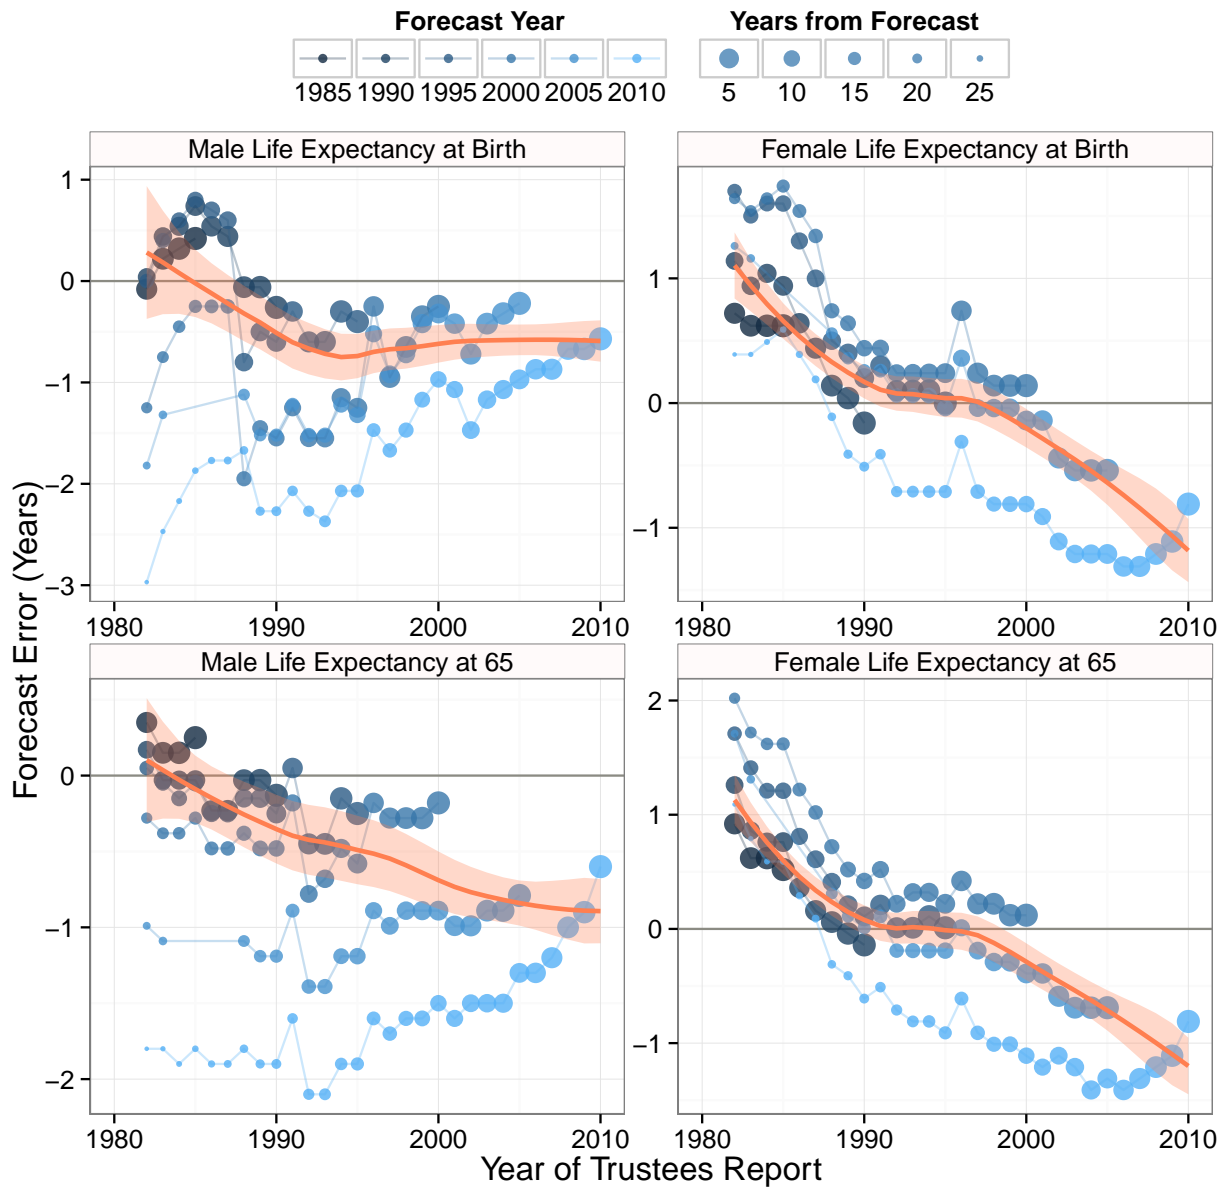 Forecast Year Years from Forecast
1985 1990 1995 2000 2005 2010 5 10 15 20 25
Male Life Expectancy at Birth Female Life Expectancy at Birth
1
0
−1
−2
−3
1
0
−1
1980 1990 2000 2010 1980 1990 2000 2010
Male Life Expectancy at 65 Female Life Expectancy at 65
0
−1
−2
2
1
0
−1
1980 1990 2000 2010 1980 1990 2000 2010
Forecast Error (Years)
Year of Trustees Report